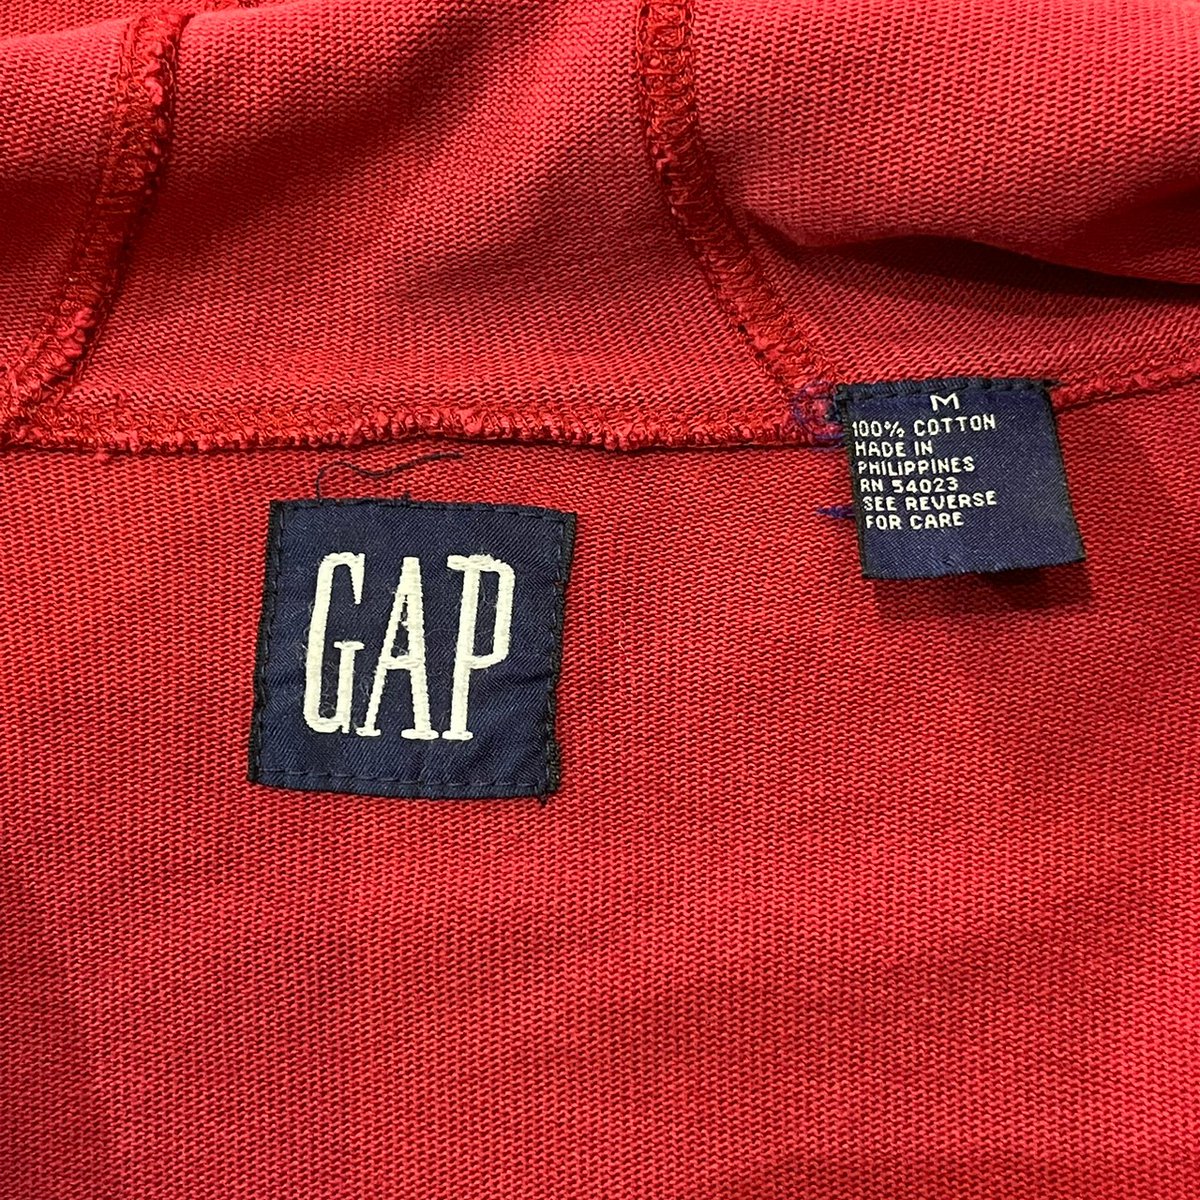 GAP
M
100% COTTON
MADE IN
PHILIPPINES
RN 54023
SEE REVERSE
FOR CARE